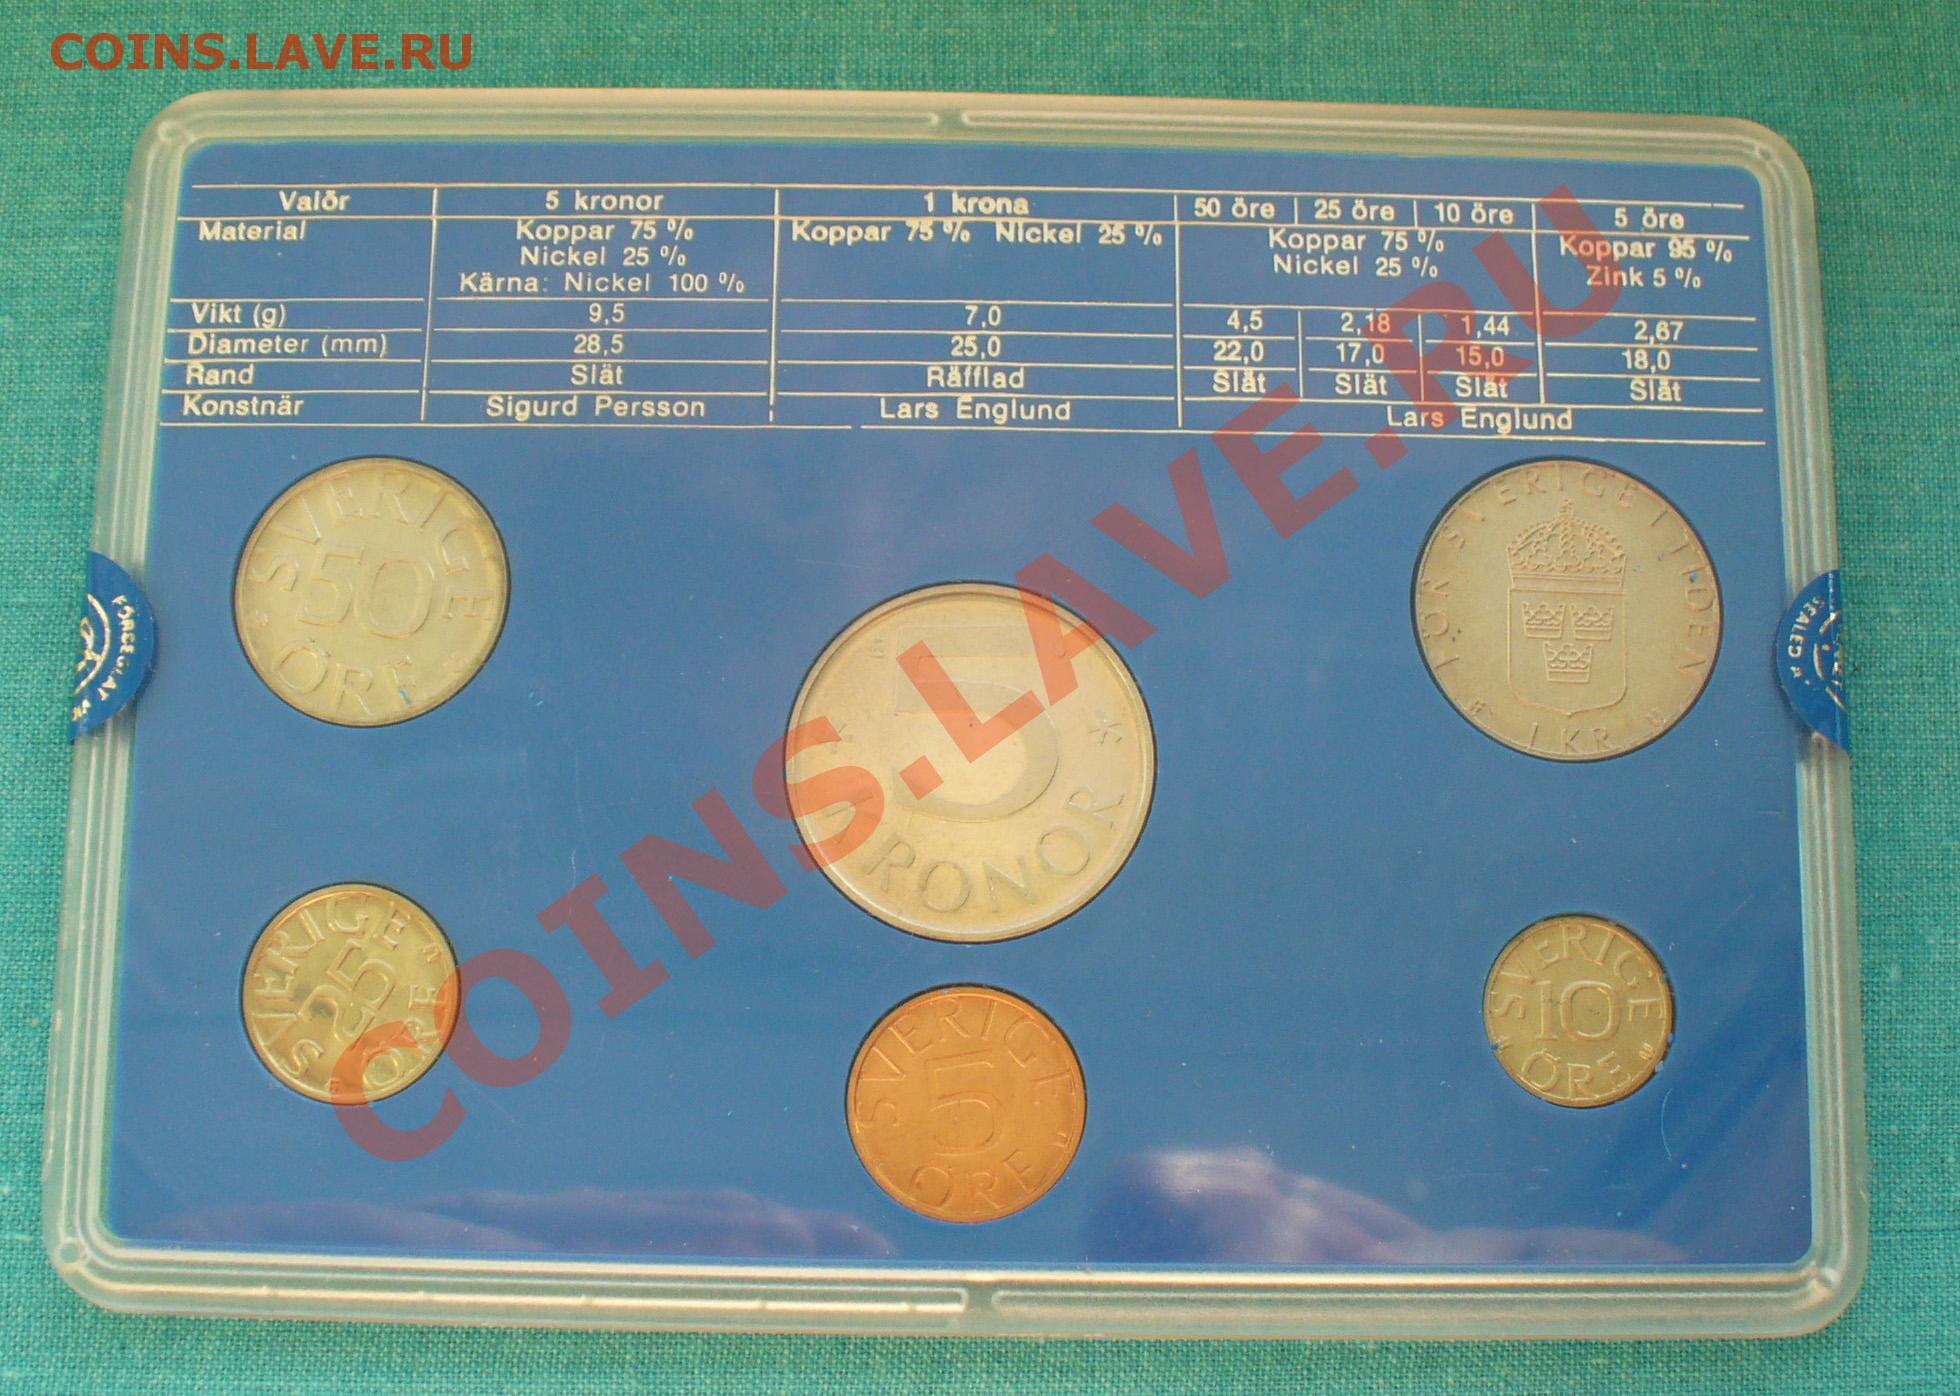 COINS.LAVE.RU
Valör 5 kronor 1 krona 50 öre 25 öre 10 öre 5 öre
Material Koppar 75 % Koppar 75 % Nickel 25 % Koppar 75 % Koppar 95 %
Nickel 25 % Nickel 25 % Zink 5 %
Kärna: Nickel 100 %
Vikt (g) 9,5 7,0 4,5 2,18 1,44 2,67
Diameter (mm) 28,5 25,0 22,0 17,0 15,0 18,0
Rand Slät Räfflad Slät Slät Slät Slät
Konstnär Sigurd Persson Lars Englund Lars Englund
SVERIGE
50
ÖRE
FÖR SVERIGE I TIDEN
1 KR
5
KRONOR
SEALED
SVERIGE
25
ÖRE
SVERIGE
5
ÖRE
SVERIGE
10
ÖRE
COINS.LAVE.RU